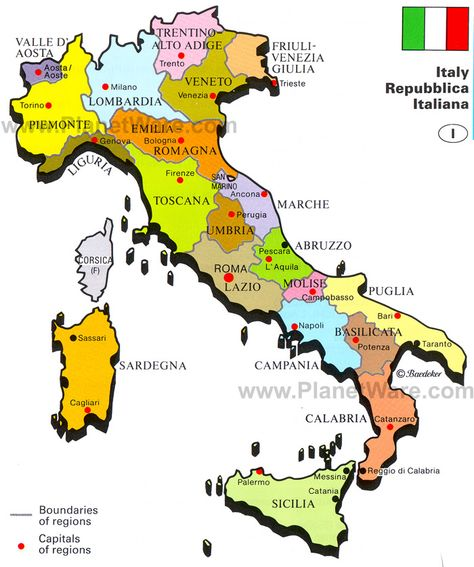 TRENTINO-
ALTO ADIGE
Trento
FRIULI-
VENEZIA
GIULIA
Trieste
VALLE D'
AOSTA
Aosta/
Aoste
Milano
LOMBARDIA
VENETO
Venezia
Italy
Repubblica
Italiana
I
Torino
PIEMONTE
www.PlanetWare.com
EMILIA
Bologna
ROMAGNA
Genova
LIGURIA
Firenze
TOSCANA
SAN
MARINO
Ancona
MARCHE
Perugia
UMBRIA
Pescara
ABRUZZO
L'Aquila
CORSICA
(F)
ROMA
LAZIO
MOLISE
Campobasso
PUGLIA
Bari
Napoli
BASILICATA
Potenza
Taranto
CAMPANIA
© Baedeker
www.PlanetWare.com
Sassari
SARDEGNA
Cagliari
CALABRIA
Catanzaro
Reggio di Calabria
Palermo
Messina
Catania
SICILIA
Boundaries
of regions
Capitals
of regions